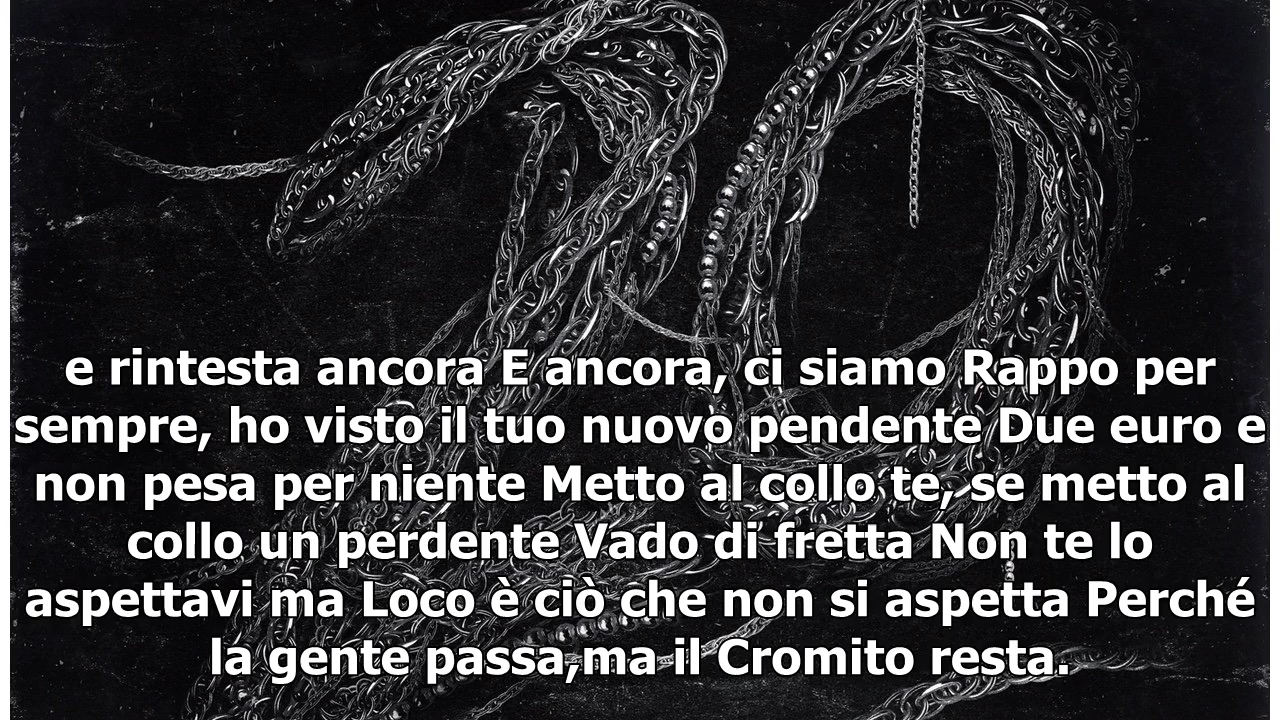 e rintesta ancora E ancora, ci siamo Rappo per
sempre, ho visto il tuo nuovo pendente Due euro e
non pesa per niente Metto al collo te, se metto al
collo un perdente Vado di fretta Non te lo
aspettavi ma Loco è ciò che non si aspetta Perché
la gente passa,ma il Cromito resta.